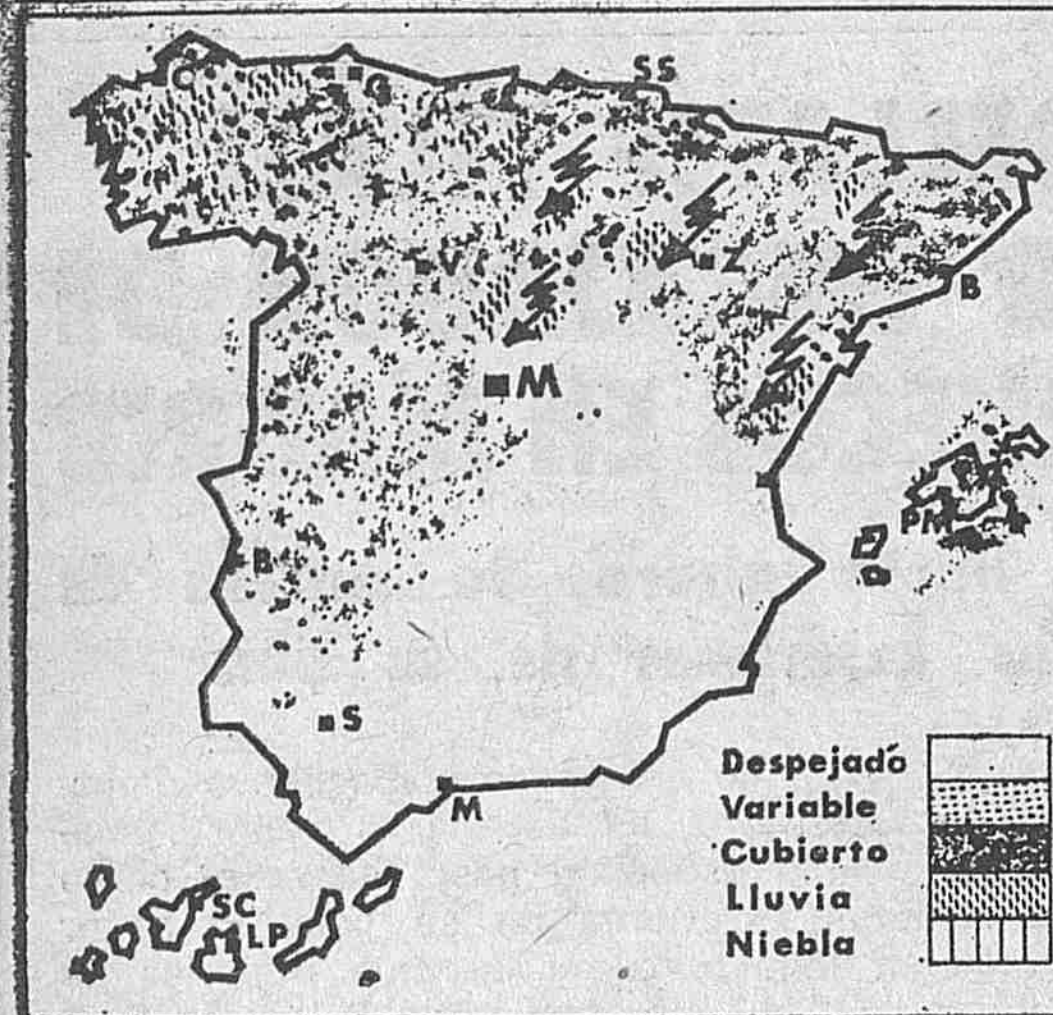 SS
C
G
V
Z
B
M
PM
B
S
M
SC
LP
Despejado
Variable
Cubierto
Lluvia
Niebla